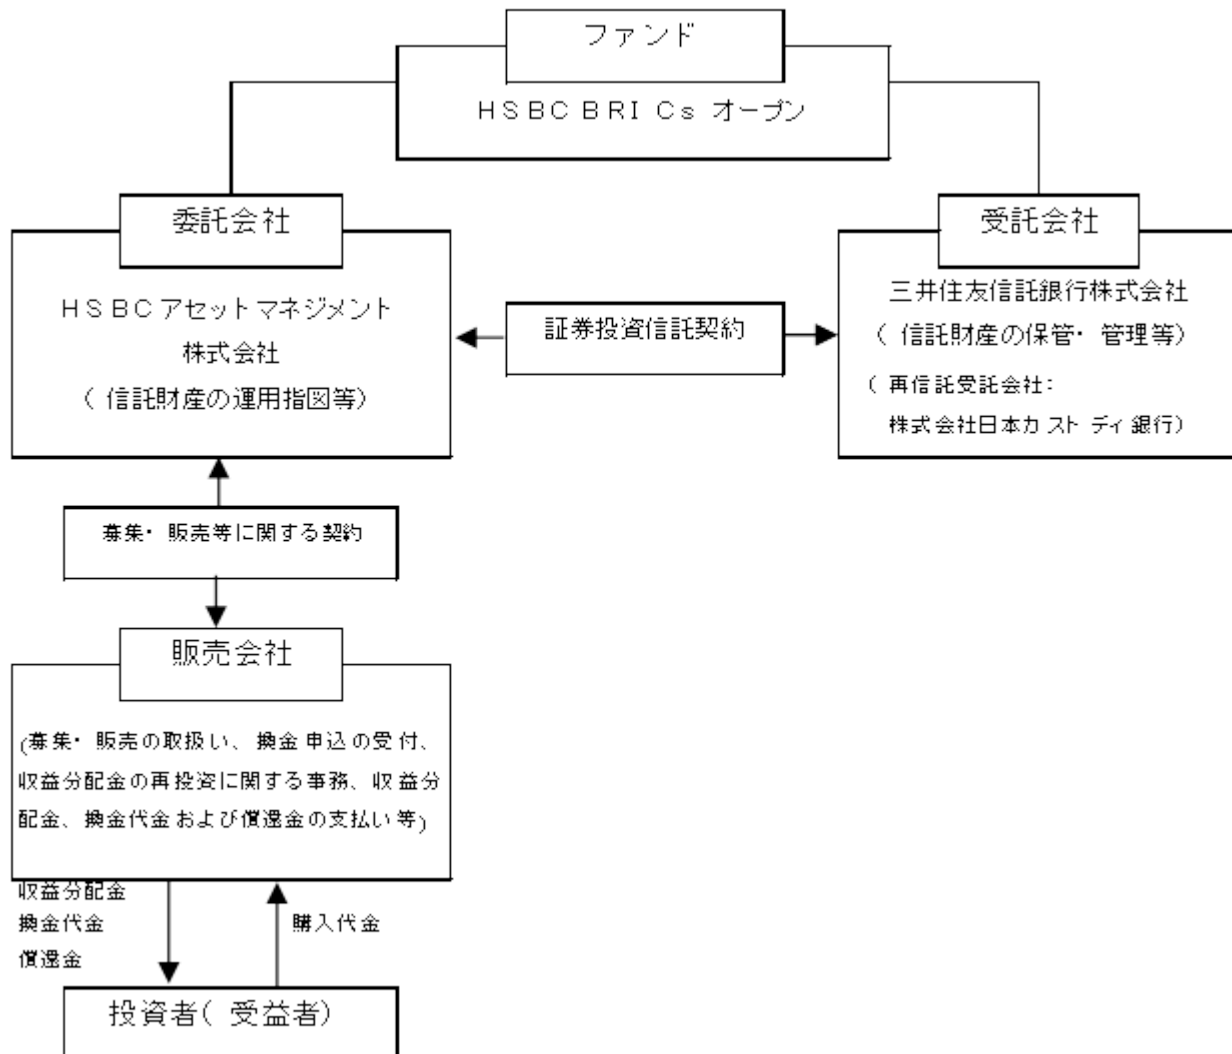 ファンド
HSBC BRICs オープン
委託会社
HSBCアセットマネジメント
株式会社
（信託財産の運用指図等）
証券投資信託契約
受託会社
三井住友信託銀行株式会社
（信託財産の保管・管理等）
（再信託受託会社：
株式会社日本カストディ銀行）
募集・販売等に関する契約
販売会社
(募集・販売の取扱い、換金申込の受付、
収益分配金の再投資に関する事務、収益分
配金、換金代金および償還金の支払い等)
収益分配金
換金代金
償還金
購入代金
投資者(受益者)